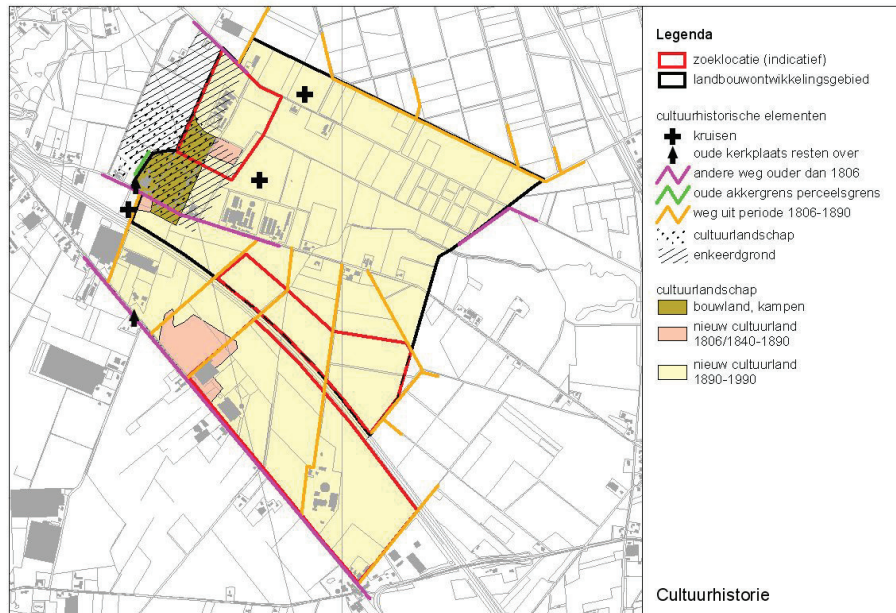 Legenda
zoeklocatie (indicatief)
landbouwontwikkelingsgebied
cultuurhistorische elementen
kruisen
oude kerkplaats resten over
andere weg ouder dan 1806
oude akkergrens perceelsgrens
weg uit periode 1806-1890
cultuurlandschap
enkeerdgrond
cultuurlandschap
bouwland, kampen
nieuw cultuurland
1806/1840-1890
nieuw cultuurland
1890-1990
Cultuurhistorie